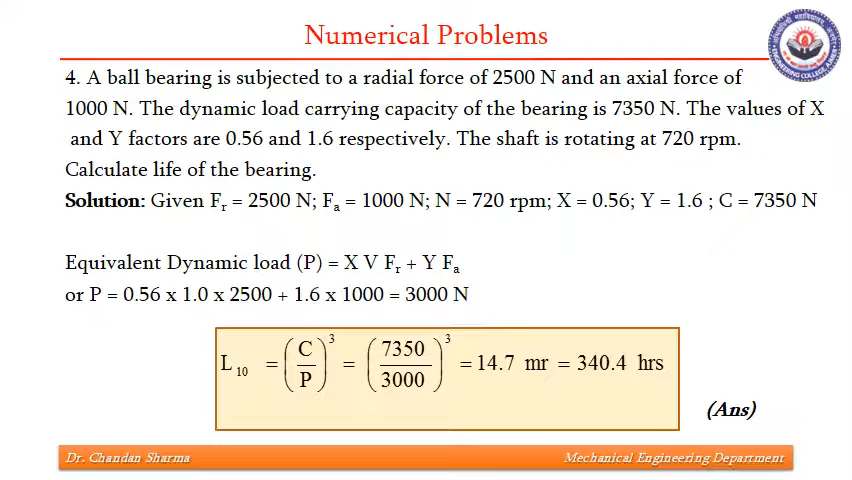 Numerical Problems
4. A ball bearing is subjected to a radial force of 2500 N and an axial force of
1000 N. The dynamic load carrying capacity of the bearing is 7350 N. The values of X
and Y factors are 0.56 and 1.6 respectively. The shaft is rotating at 720 rpm.
Calculate life of the bearing.
Solution: Given Fr = 2500 N; Fa = 1000 N; N = 720 rpm; X = 0.56; Y = 1.6 ; C = 7350 N
Equivalent Dynamic load (P) = X V Fr + Y Fa
or P = 0.56 x 1.0 x 2500 + 1.6 x 1000 = 3000 N
L10 = (C/P)^3 = (7350/3000)^3 = 14.7 mr = 340.4 hrs
(Ans)
Dr. Chandan Sharma Mechanical Engineering Department